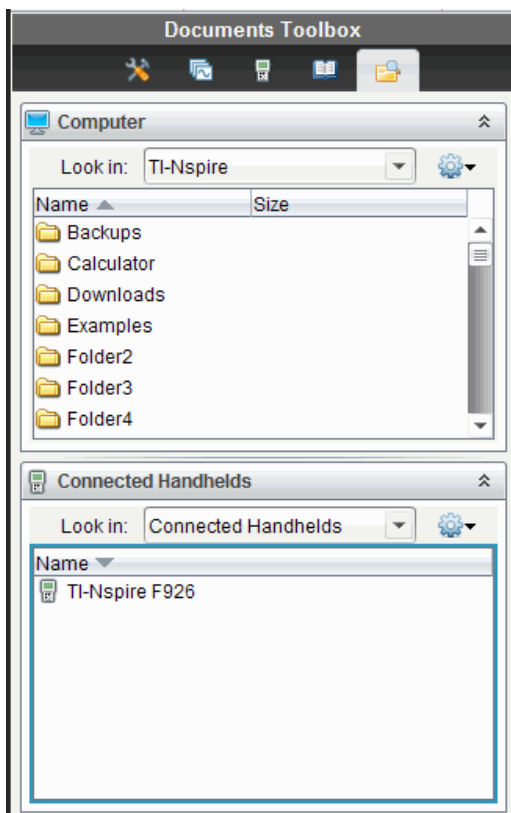 Documents Toolbox
Computer
Look in: TI-Nspire
Name Size
Backups
Calculator
Downloads
Examples
Folder2
Folder3
Folder4
Connected Handhelds
Look in: Connected Handhelds
Name
TI-Nspire F926